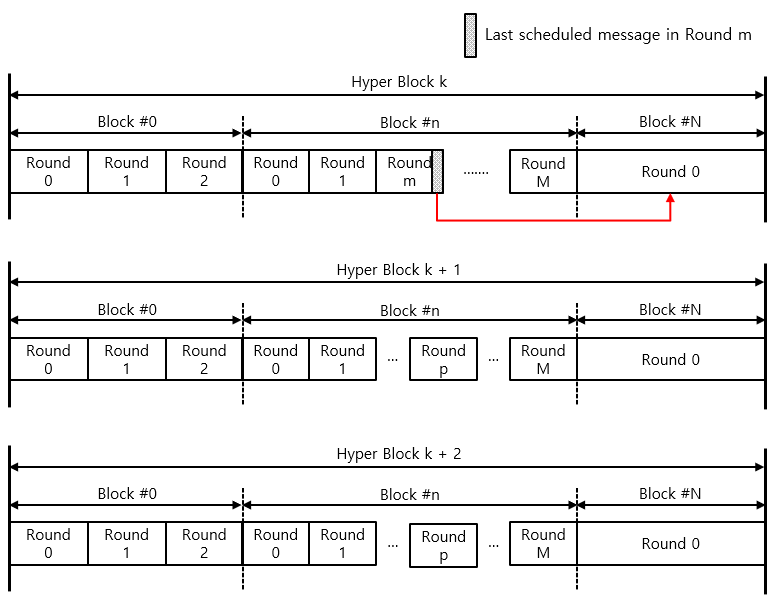 Last scheduled message in Round m
Hyper Block k
Block #0
Block #n
Block #N
Round 0
Round 1
Round 2
Round 0
Round 1
Round m
.......
Round M
Round 0
Hyper Block k + 1
Block #0
Block #n
Block #N
Round 0
Round 1
Round 2
Round 0
Round 1
...
Round p
...
Round M
Round 0
Hyper Block k + 2
Block #0
Block #n
Block #N
Round 0
Round 1
Round 2
Round 0
Round 1
...
Round p
...
Round M
Round 0